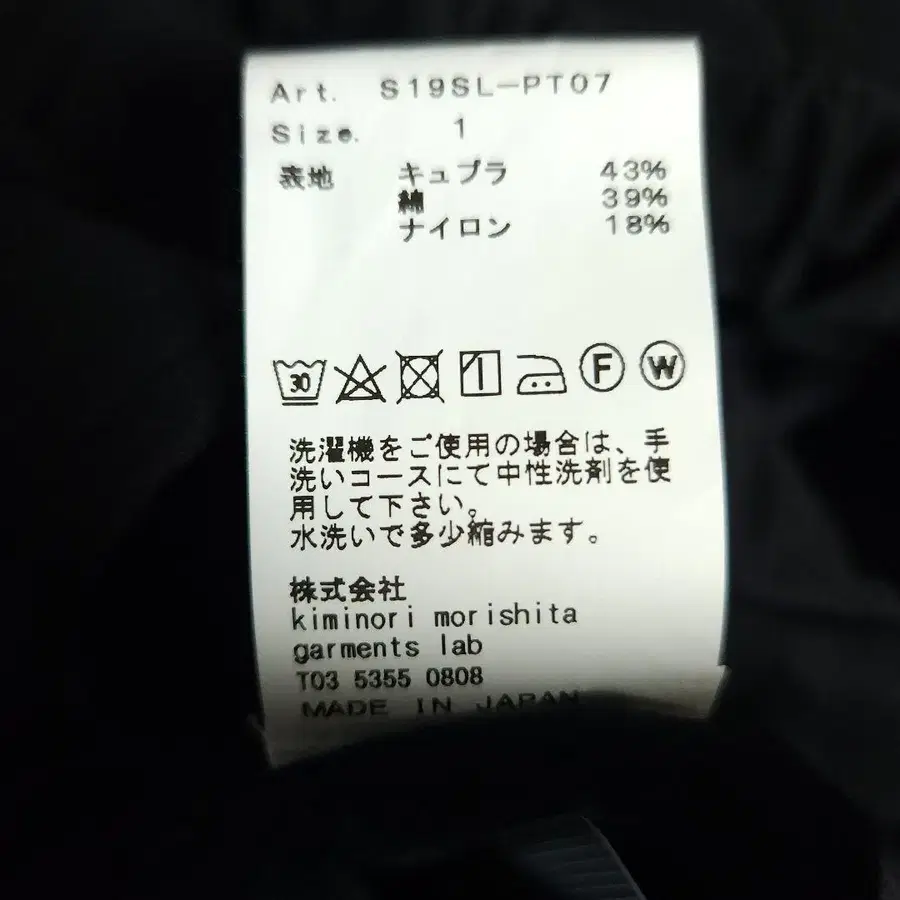 Art. S19SL-PT07
Size. 1
表地 キュプラ 43%
綿 39%
ナイロン 18%
30 F W
洗濯機をご使用の場合は、手
洗いコースにて中性洗剤を使
用して下さい。
水洗いで多少縮みます。
株式会社
kiminori morishita
garments lab
T03 5355 0808
MADE IN JAPAN